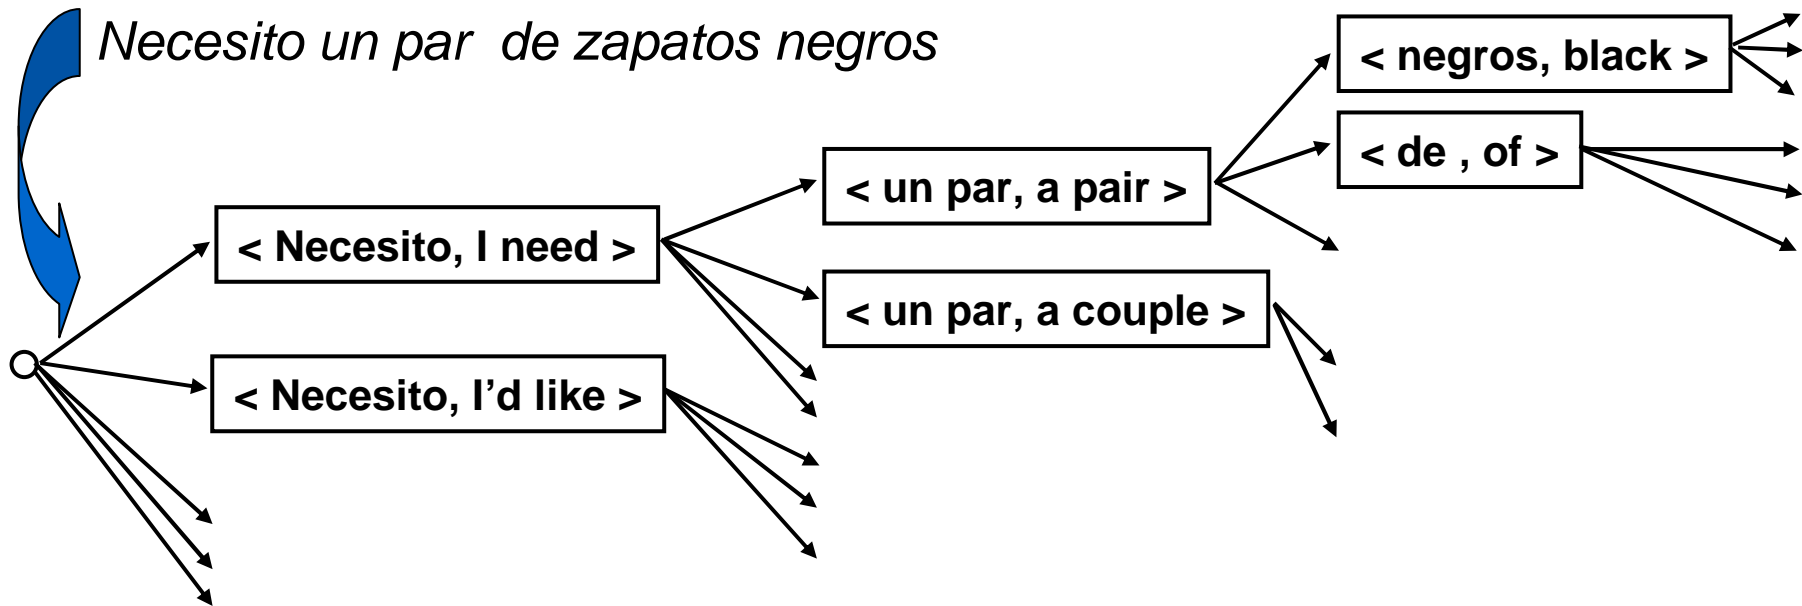 Necesito un par de zapatos negros
< negros, black >
< de , of >
< un par, a pair >
< Necesito, I need >
< un par, a couple >
< Necesito, I’d like >